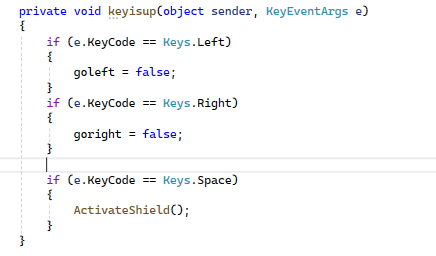 private void keyisup(object sender, KeyEventArgs e)
{
    if (e.KeyCode == Keys.Left)
    {
        goleft = false;
    }
    if (e.KeyCode == Keys.Right)
    {
        goright = false;
    }
    if (e.KeyCode == Keys.Space)
    {
        ActivateShield();
    }
}